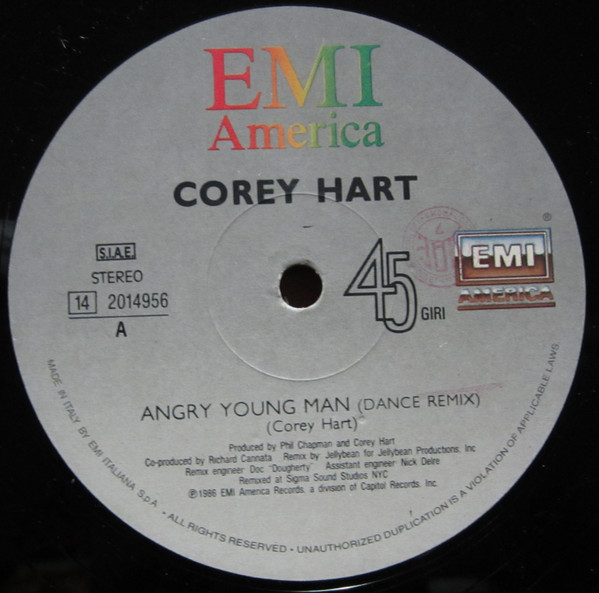 EMI
America
COREY HART
S.I.A.E.
STEREO
14 2014956
A
45 GIRI
®
EMI
AMERICA
ANGRY YOUNG MAN (DANCE REMIX)
(Corey Hart)
Produced by Phil Chapman and Corey Hart
Co-produced by Richard Cannata Remix by Jellybean for Jellybean Productions, Inc
Remix engineer Doc "Dougherty" Assistant engineer Nick Delre
Remixed at Sigma Sound Studios NYC
℗1986 EMI America Records, a division of Capitol Records, Inc.
MADE IN ITALY BY EMI ITALIANA S.p.A. • ALL RIGHTS RESERVED • UNAUTHORIZED DUPLICATION IS A VIOLATION OF APPLICABLE LAWS